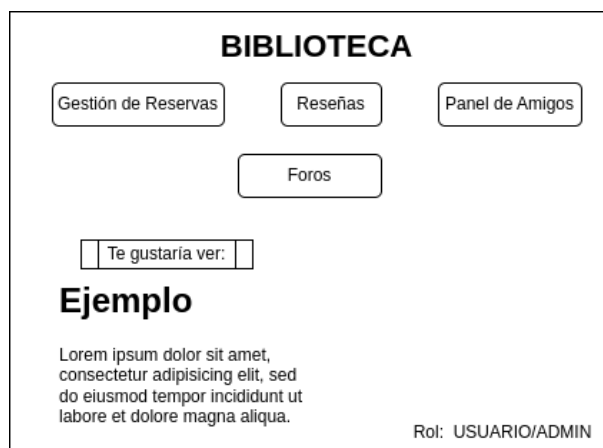 BIBLIOTECA
Gestión de Reservas
Reseñas
Panel de Amigos
Foros
Te gustaría ver:
Ejemplo
Lorem ipsum dolor sit amet,
consectetur adipisicing elit, sed
do eiusmod tempor incididunt ut
labore et dolore magna aliqua.
Rol: USUARIO/ADMIN